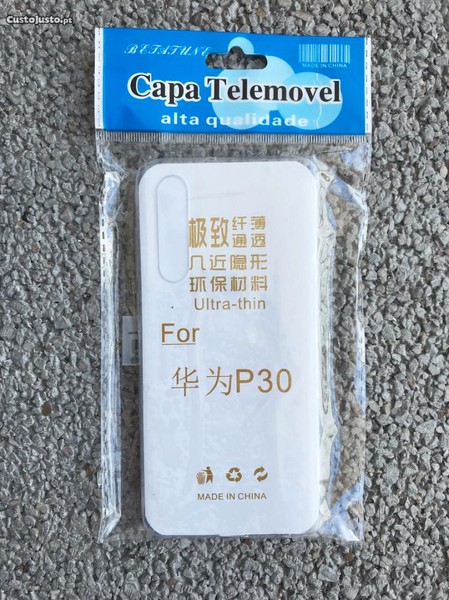 CustoJusto.pt
BETATUNE
MADE IN CHINA
Capa Telemovel
alta qualidade
极致纤薄
通透
几近隐形
环保材料
Ultra-thin
For
华为P30
MADE IN CHINA